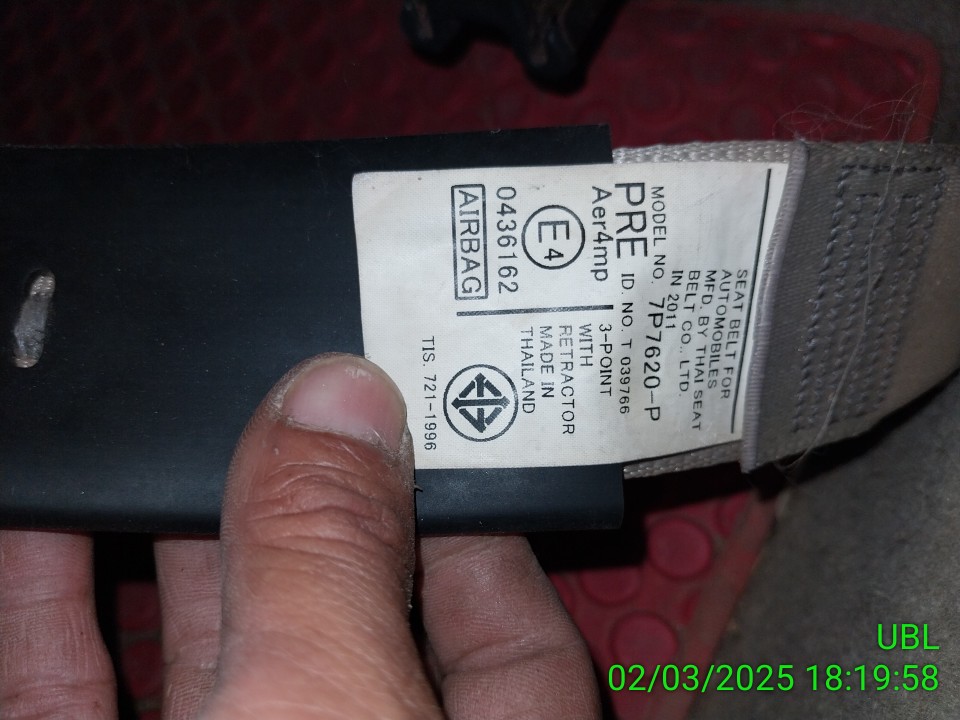 SEAT BELT FOR
AUTOMOBILES
MFD. BY THAI SEAT
BELT CO., LTD.
IN 2011
MODEL NO. 7P7620-P
PRE ID. NO. T 039766
Aer4mp
E4
0436162
AIRBAG
3-POINT
WITH
RETRACTOR
MADE IN
THAILAND
TIS. 721-1996
UBL
02/03/2025 18:19:58